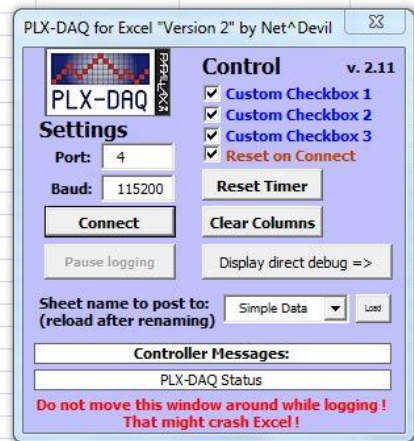 PLX-DAQ for Excel "Version 2" by Net^Devil
PLX-DAQ
PARALLAX
Control v. 2.11
Custom Checkbox 1
Custom Checkbox 2
Custom Checkbox 3
Reset on Connect
Settings
Port: 4
Baud: 115200
Reset Timer
Connect
Clear Columns
Pause logging
Display direct debug =>
Sheet name to post to:
(reload after renaming)
Simple Data
Load
Controller Messages:
PLX-DAQ Status
Do not move this window around while logging !
That might crash Excel !